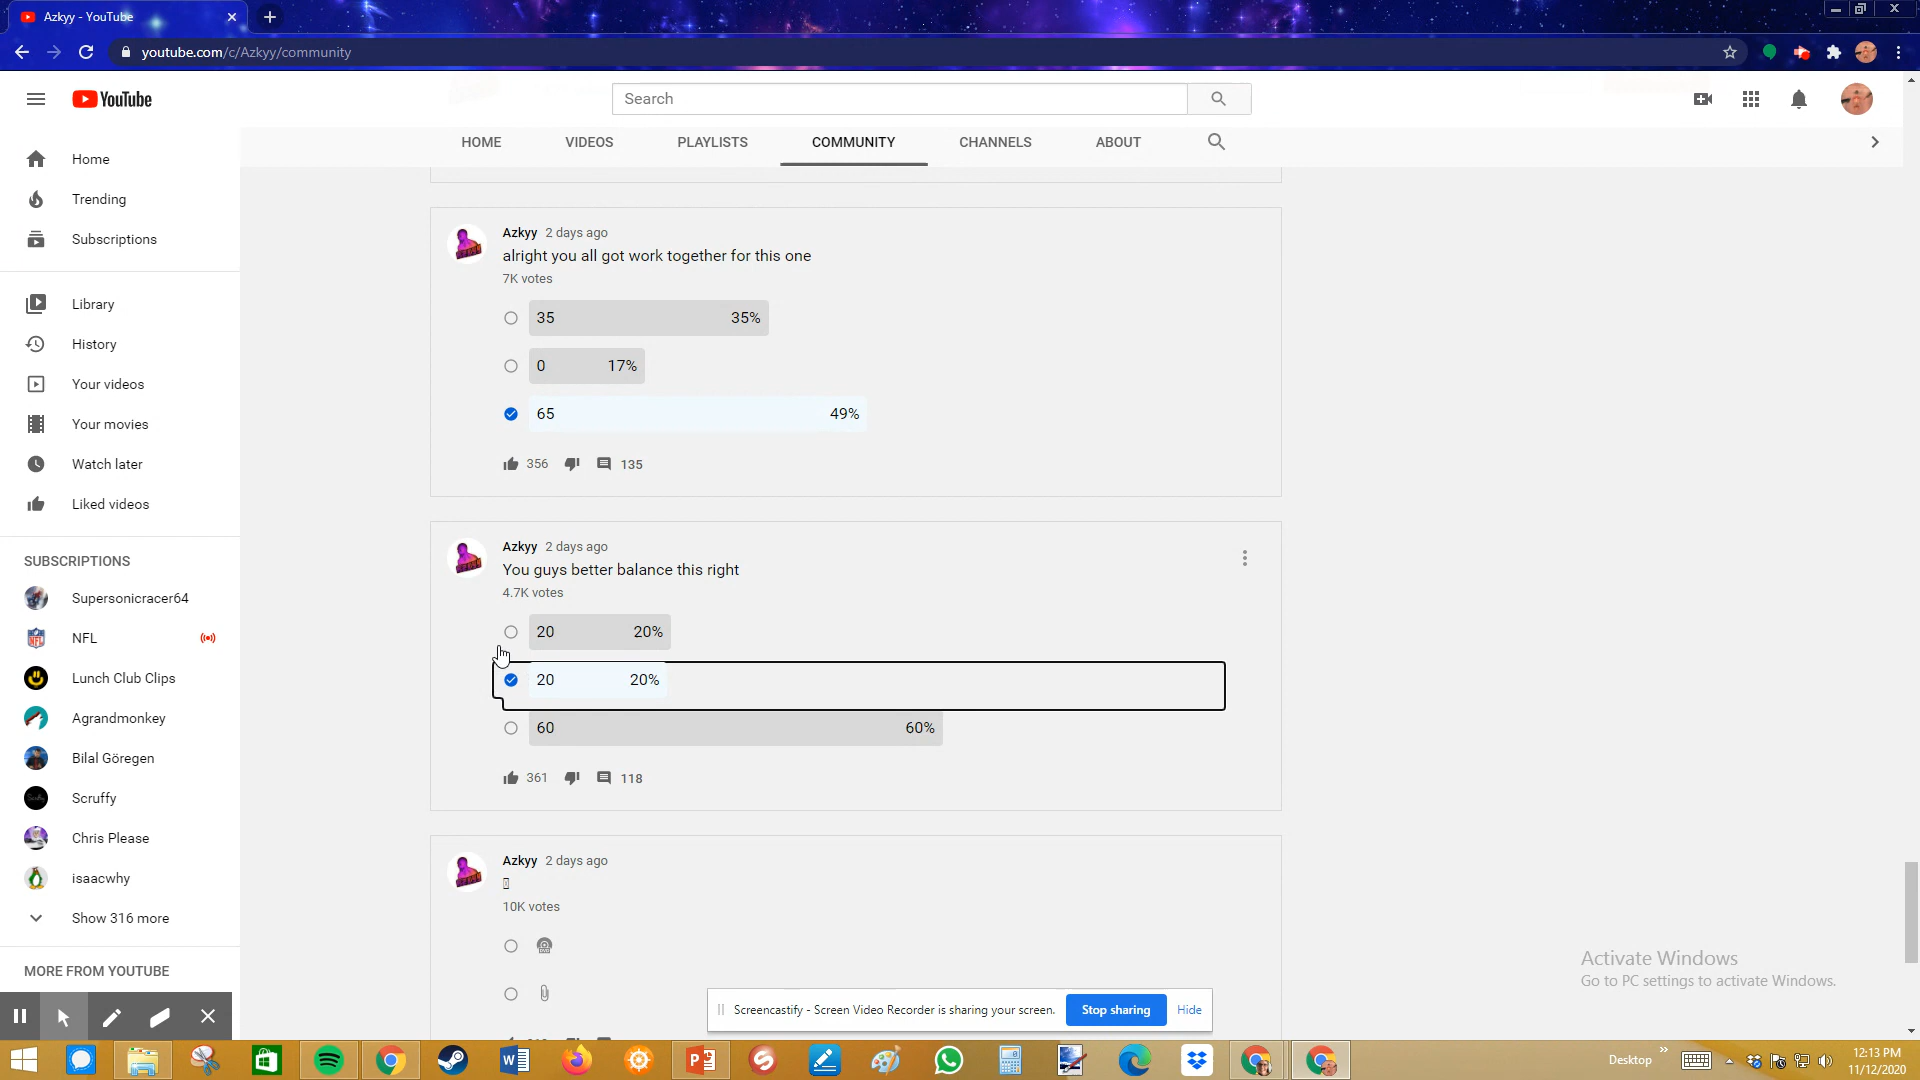 Azkyy - YouTube
youtube.com/c/Azkyy/community
YouTube
Search
HOME VIDEOS PLAYLISTS COMMUNITY CHANNELS ABOUT
Home
Trending
Subscriptions
Library
History
Your videos
Your movies
Watch later
Liked videos
SUBSCRIPTIONS
Supersonicracer64
NFL
Lunch Club Clips
Agrandmonkey
Bilal Göregen
Scruffy
Chris Please
isaacwhy
Show 316 more
MORE FROM YOUTUBE
Azkyy 2 days ago
alright you all got work together for this one
7K votes
35 35%
0 17%
65 49%
356 135
Azkyy 2 days ago
You guys better balance this right
4.7K votes
20 20%
20 20%
60 60%
361 118
Azkyy 2 days ago
10K votes
Activate Windows
Go to PC settings to activate Windows.
Screencastify - Screen Video Recorder is sharing your screen. Stop sharing Hide
Desktop
12:13 PM
11/12/2020